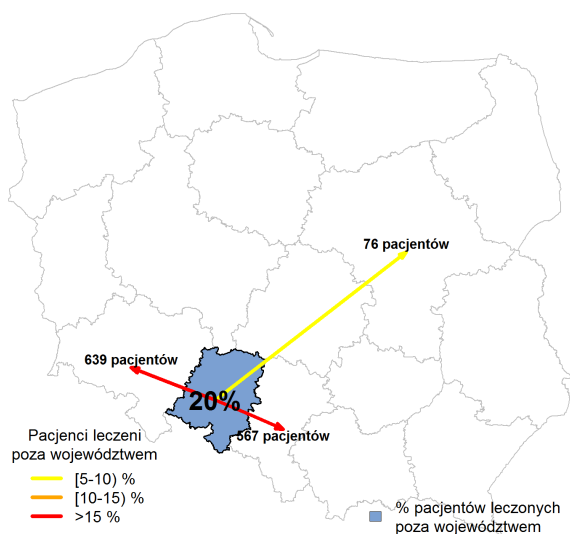 76 pacjentów
639 pacjentów
20%
567 pacjentów
Pacjenci leczeni
poza województwem
[5-10) %
[10-15) %
>15 %
% pacjentów leczonych
poza województwem